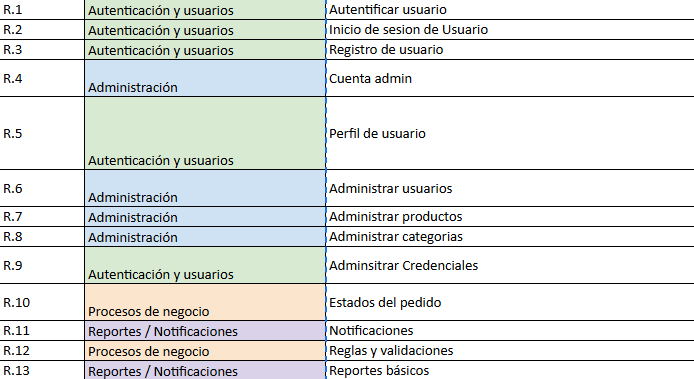 R.1 Autenticación y usuarios Autentificar usuario
R.2 Autenticación y usuarios Inicio de sesion de Usuario
R.3 Autenticación y usuarios Registro de usuario
R.4 Administración Cuenta admin
R.5 Autenticación y usuarios Perfil de usuario
R.6 Administración Administrar usuarios
R.7 Administración Administrar productos
R.8 Administración Administrar categorias
R.9 Autenticación y usuarios Adminsitrar Credenciales
R.10 Procesos de negocio Estados del pedido
R.11 Reportes / Notificaciones Notificaciones
R.12 Procesos de negocio Reglas y validaciones
R.13 Reportes / Notificaciones Reportes básicos